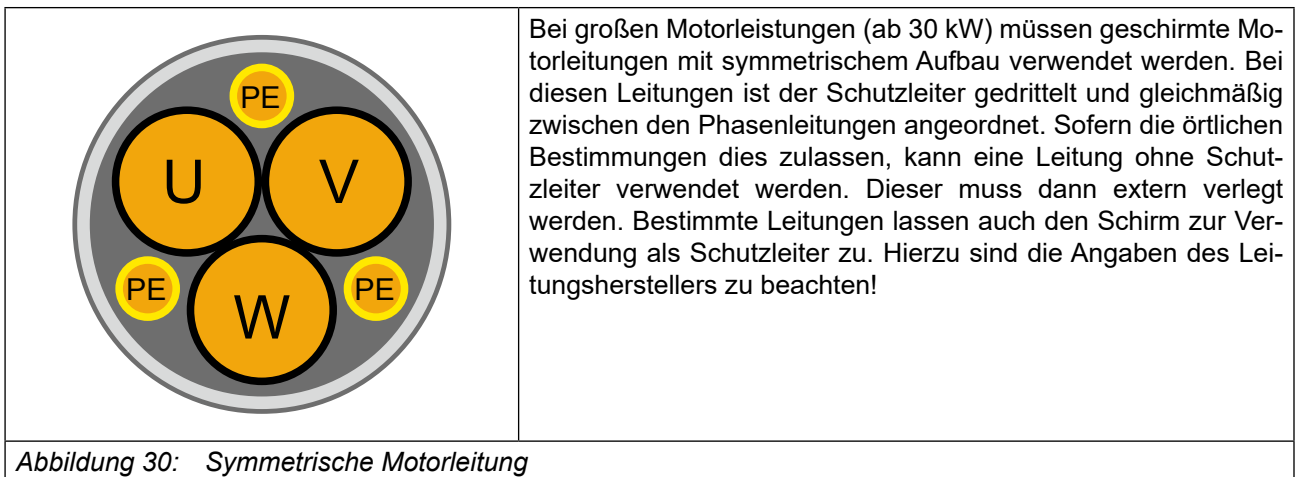 PE
U V
PE PE
W
Bei großen Motorleistungen (ab 30 kW) müssen geschirmte Mo-
torleitungen mit symmetrischem Aufbau verwendet werden. Bei
diesen Leitungen ist der Schutzleiter gedrittelt und gleichmäßig
zwischen den Phasenleitungen angeordnet. Sofern die örtlichen
Bestimmungen dies zulassen, kann eine Leitung ohne Schut-
zleiter verwendet werden. Dieser muss dann extern verlegt
werden. Bestimmte Leitungen lassen auch den Schirm zur Ver-
wendung als Schutzleiter zu. Hierzu sind die Angaben des Lei-
tungsherstellers zu beachten!
Abbildung 30: Symmetrische Motorleitung